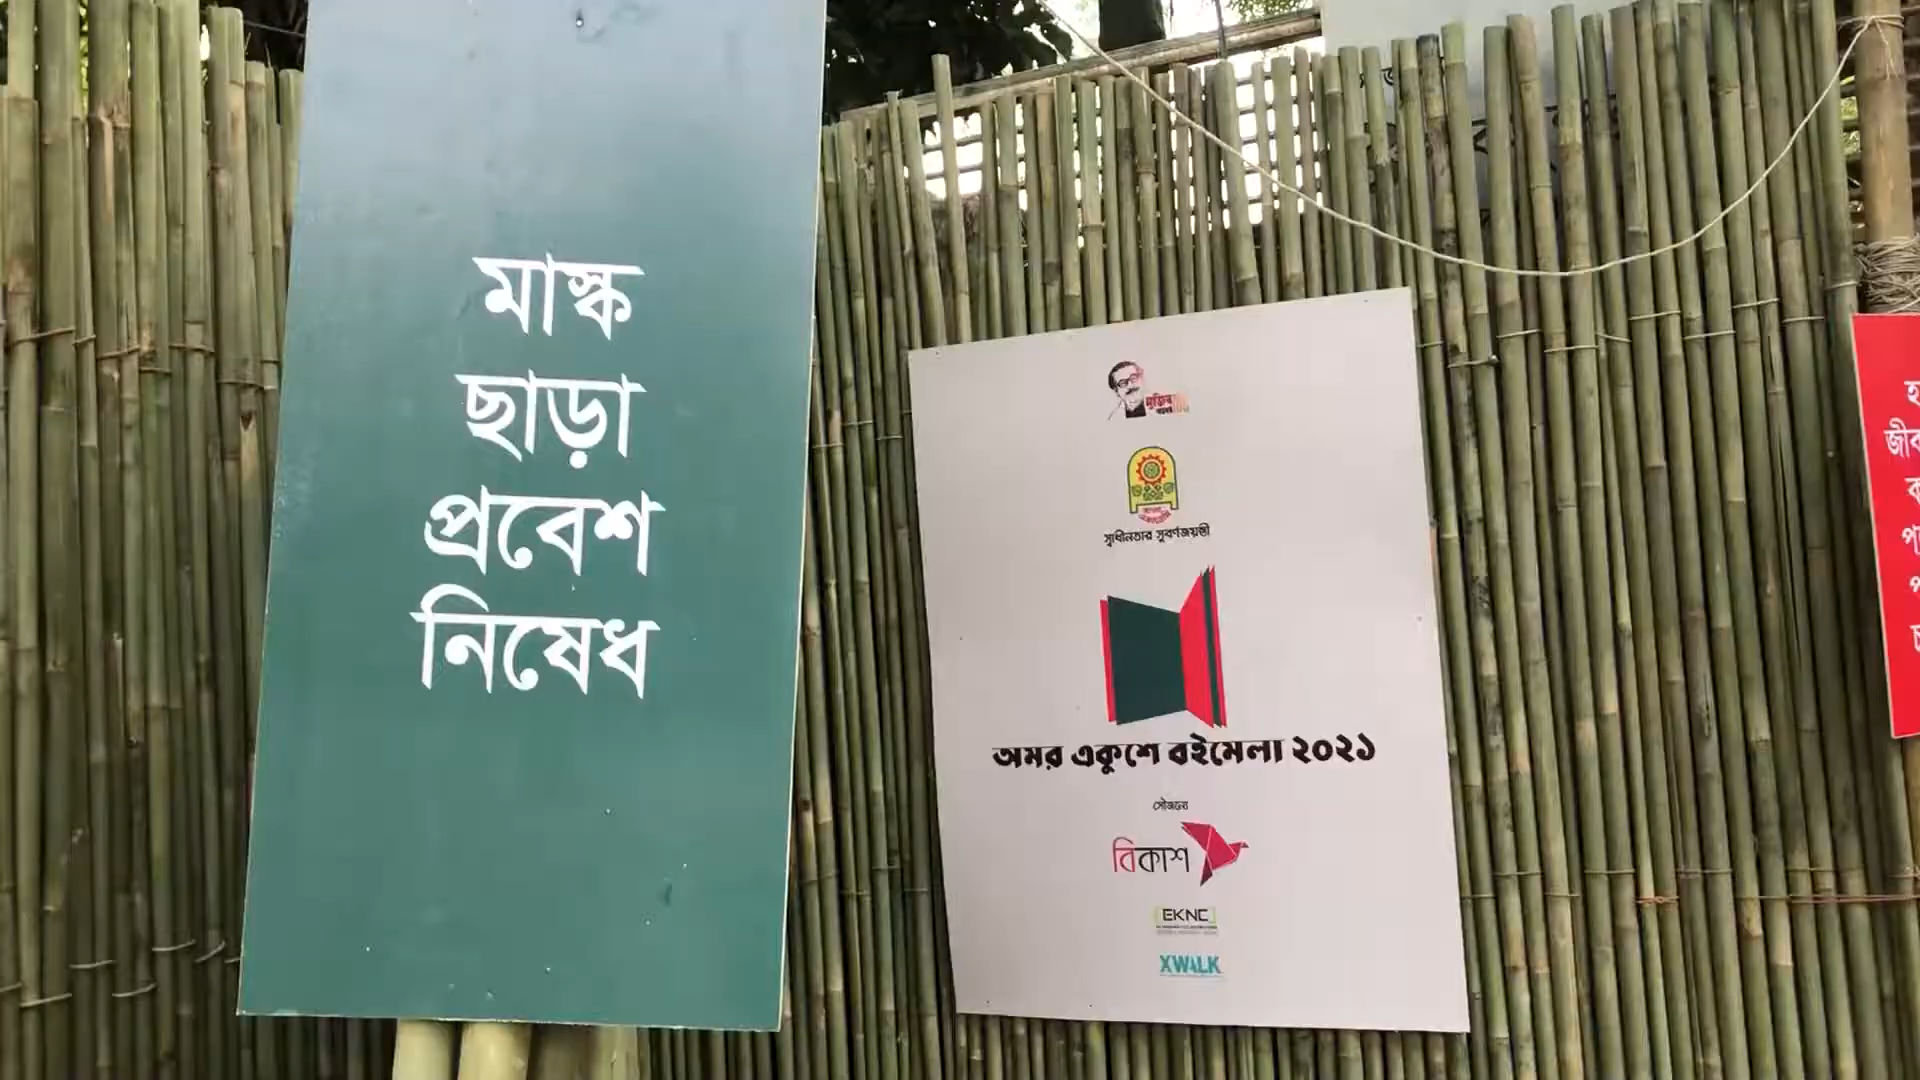 মাস্ক
ছাড়া
প্রবেশ
নিষেধ
মুজিব
স্বাধীনতার সুবর্ণজয়ন্তী
অমর একুশে বইমেলা ২০২১
সৌজন্যে
বিকাশ
EKNC
XWALK